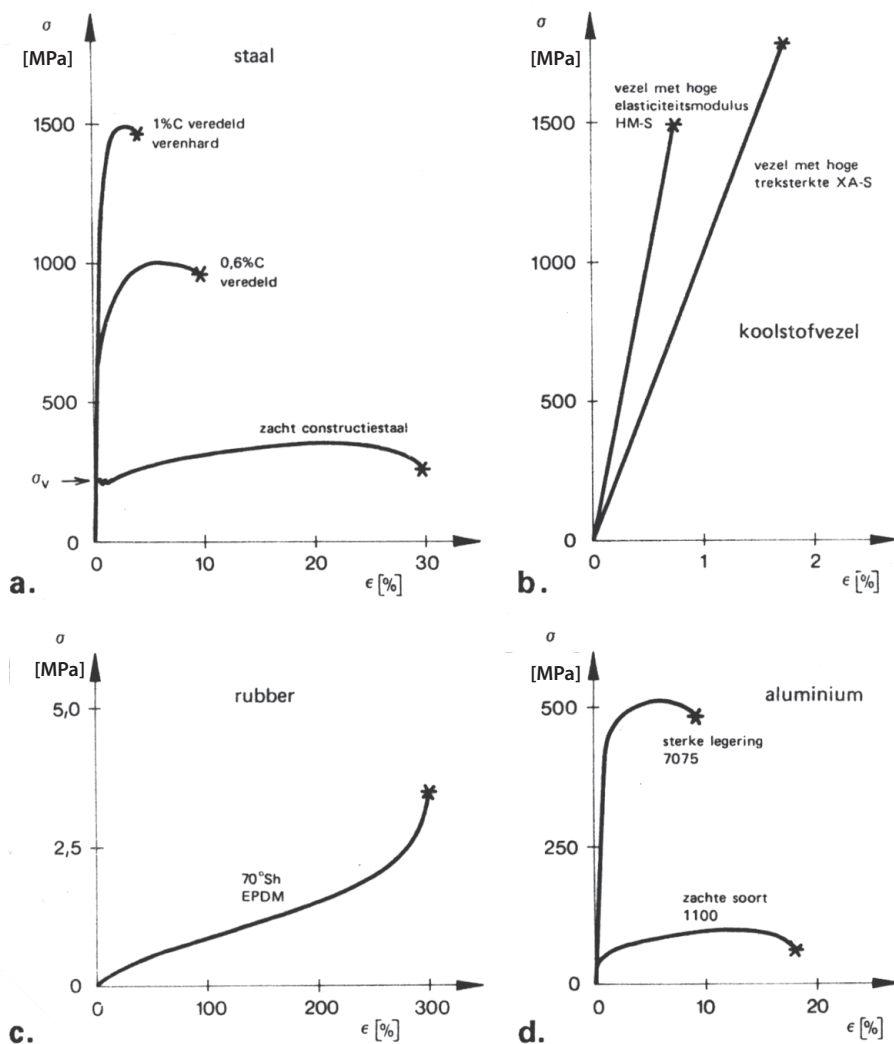 σ
[MPa]
staal
1500
1%C veredeld
verenhard
1000
0,6%C
veredeld
500
zacht constructiestaal
σv
0
0
10
20
30
ϵ [%]
a.
σ
[MPa]
vezel met hoge
elasticiteitsmodulus
HM-S
1500
vezel met hoge
treksterkte XA-S
1000
koolstofvezel
500
0
0
1
2
ϵ [%]
b.
σ
[MPa]
rubber
5,0
2,5
70°Sh
EPDM
0
0
100
200
300
ϵ [%]
c.
σ
[MPa]
aluminium
500
sterke legering
7075
250
zachte soort
1100
0
0
10
20
ϵ [%]
d.